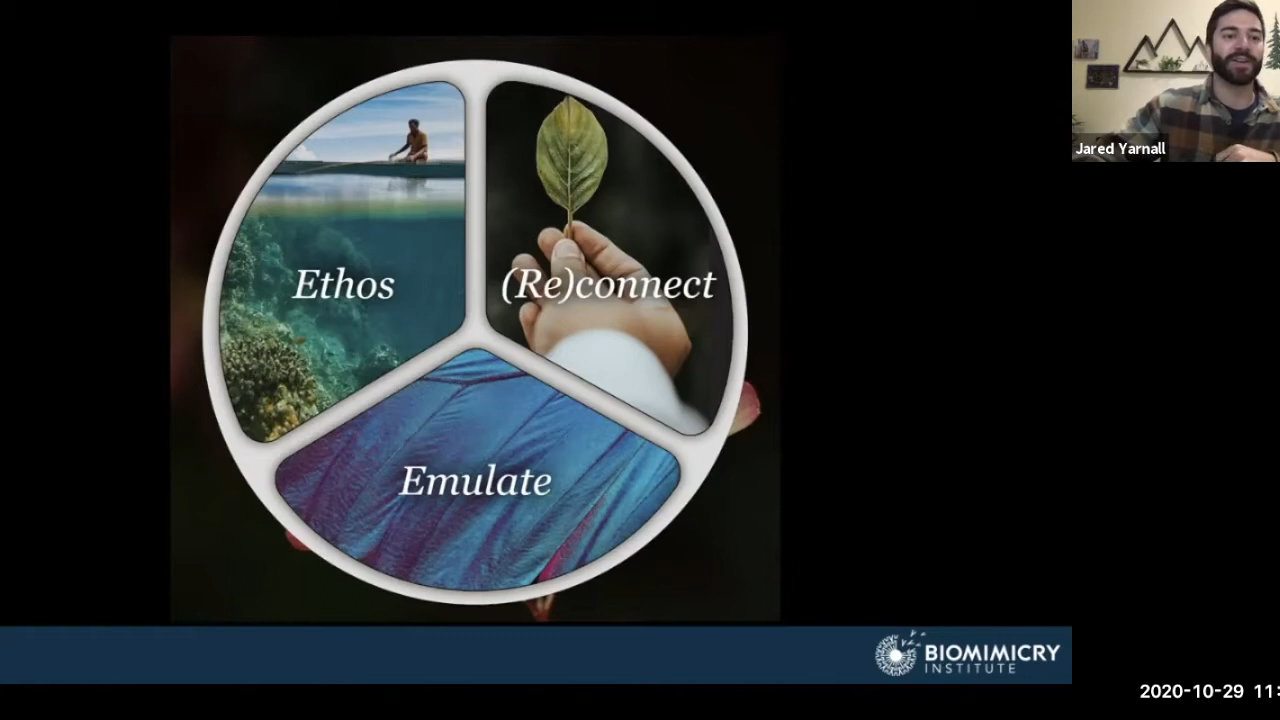 Ethos
(Re)connect
Emulate
BIOMIMICRY
INSTITUTE
Jared Yarnall
2020-10-29 11: